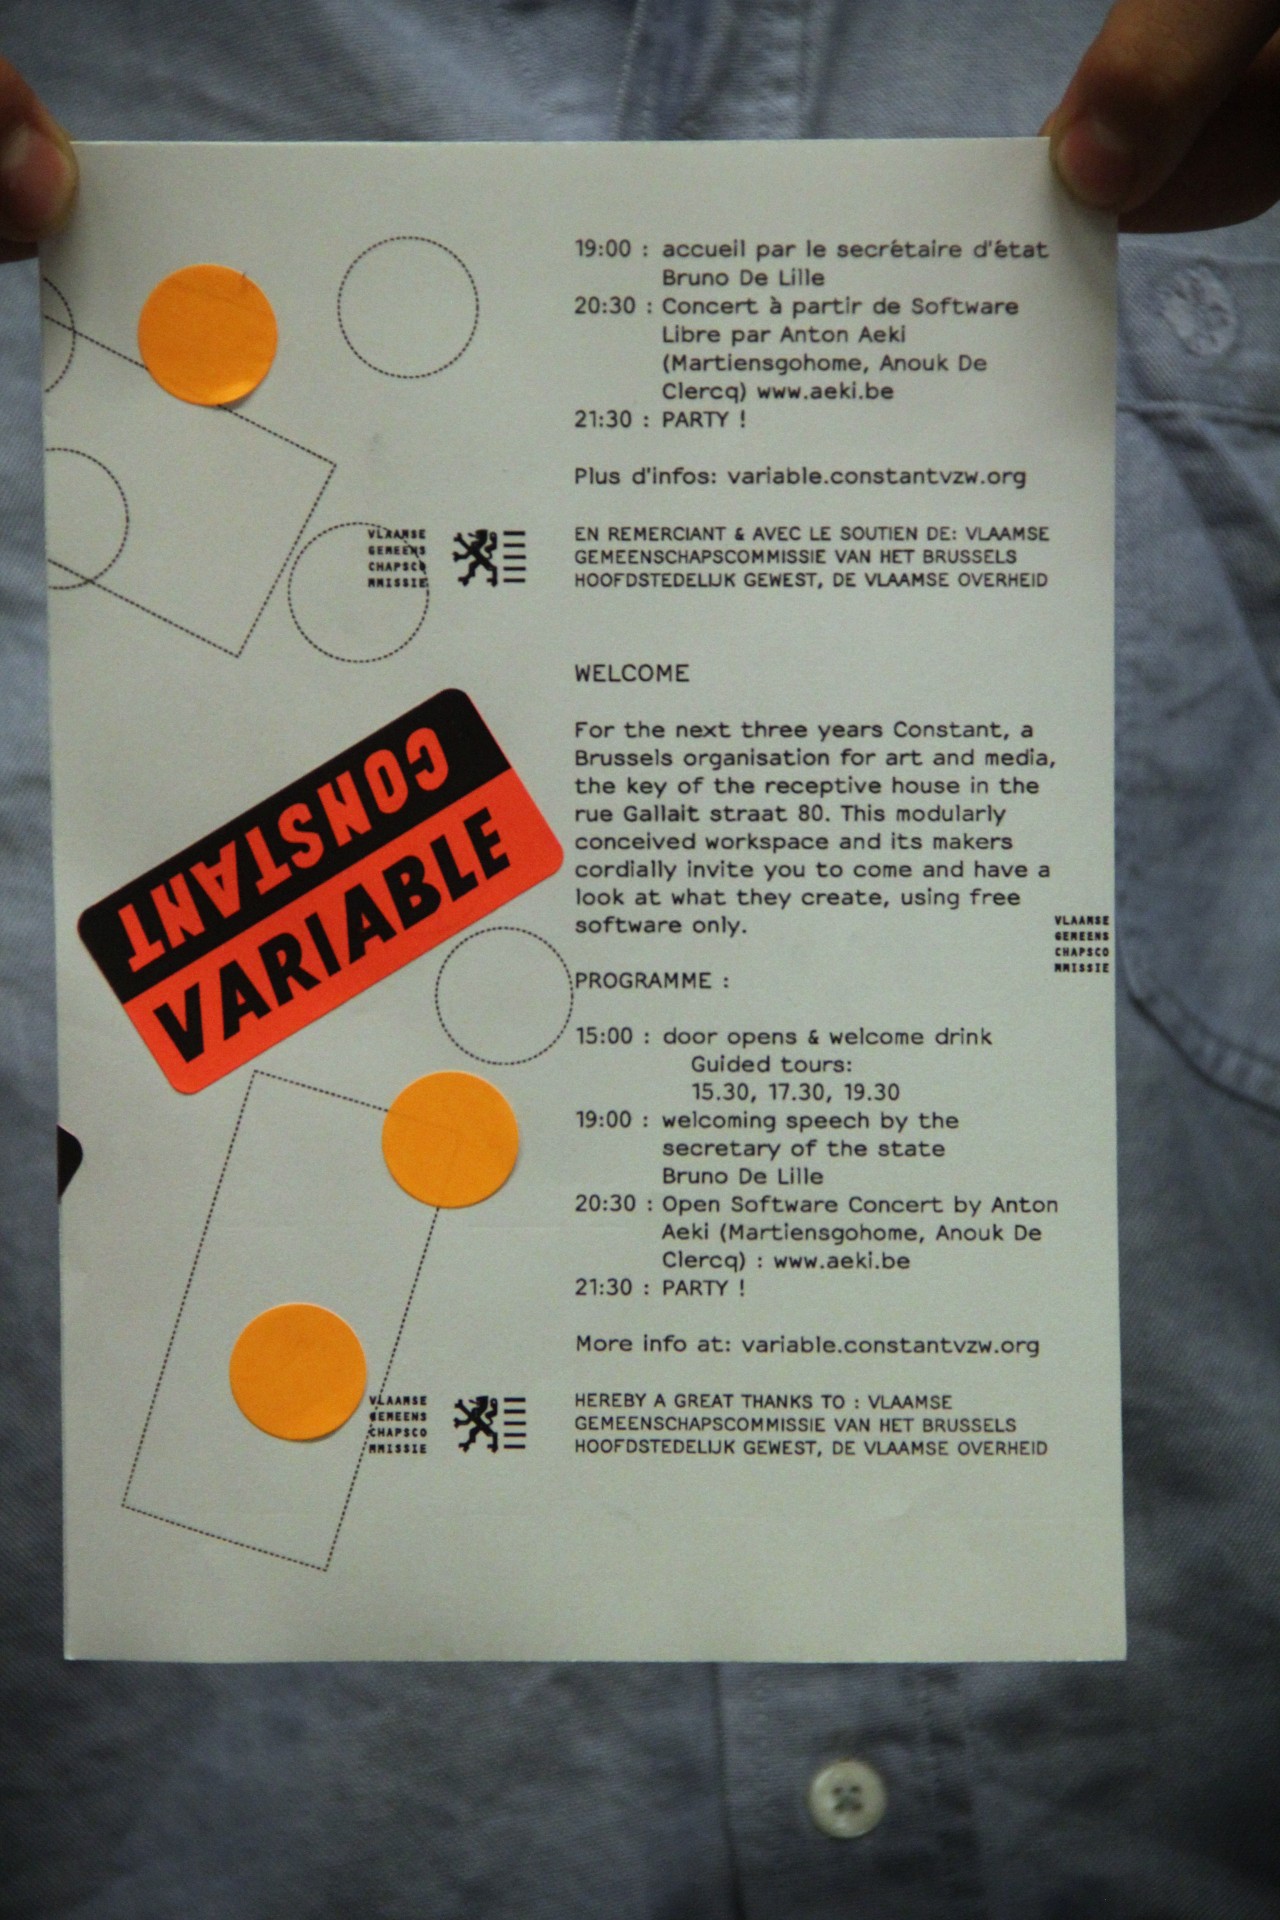 19:00 : accueil par le secrétaire d'état
Bruno De Lille
20:30 : Concert à partir de Software
Libre par Anton Aeki
(Martiensgohome, Anouk De
Clercq) www.aeki.be
21:30 : PARTY !
Plus d'infos: variable.constantvzw.org
VLAAMSE
GEMEENS
CHAPSCO
MMISSIE
EN REMERCIANT & AVEC LE SOUTIEN DE: VLAAMSE
GEMEENSCHAPSCOMMISSIE VAN HET BRUSSELS
HOOFDSTEDELIJK GEWEST, DE VLAAMSE OVERHEID
CONSTANT
VARIABLE
WELCOME
For the next three years Constant, a
Brussels organisation for art and media,
the key of the receptive house in the
rue Gallait straat 80. This modularly
conceived workspace and its makers
cordially invite you to come and have a
look at what they create, using free
software only.
VLAAMSE
GEMEENS
CHAPSCO
MMISSIE
PROGRAMME :
15:00 : door opens & welcome drink
Guided tours:
15.30, 17.30, 19.30
19:00 : welcoming speech by the
secretary of the state
Bruno De Lille
20:30 : Open Software Concert by Anton
Aeki (Martiensgohome, Anouk De
Clercq) : www.aeki.be
21:30 : PARTY !
More info at: variable.constantvzw.org
VLAAMSE
GEMEENS
CHAPSCO
MMISSIE
HEREBY A GREAT THANKS TO : VLAAMSE
GEMEENSCHAPSCOMMISSIE VAN HET BRUSSELS
HOOFDSTEDELIJK GEWEST, DE VLAAMSE OVERHEID